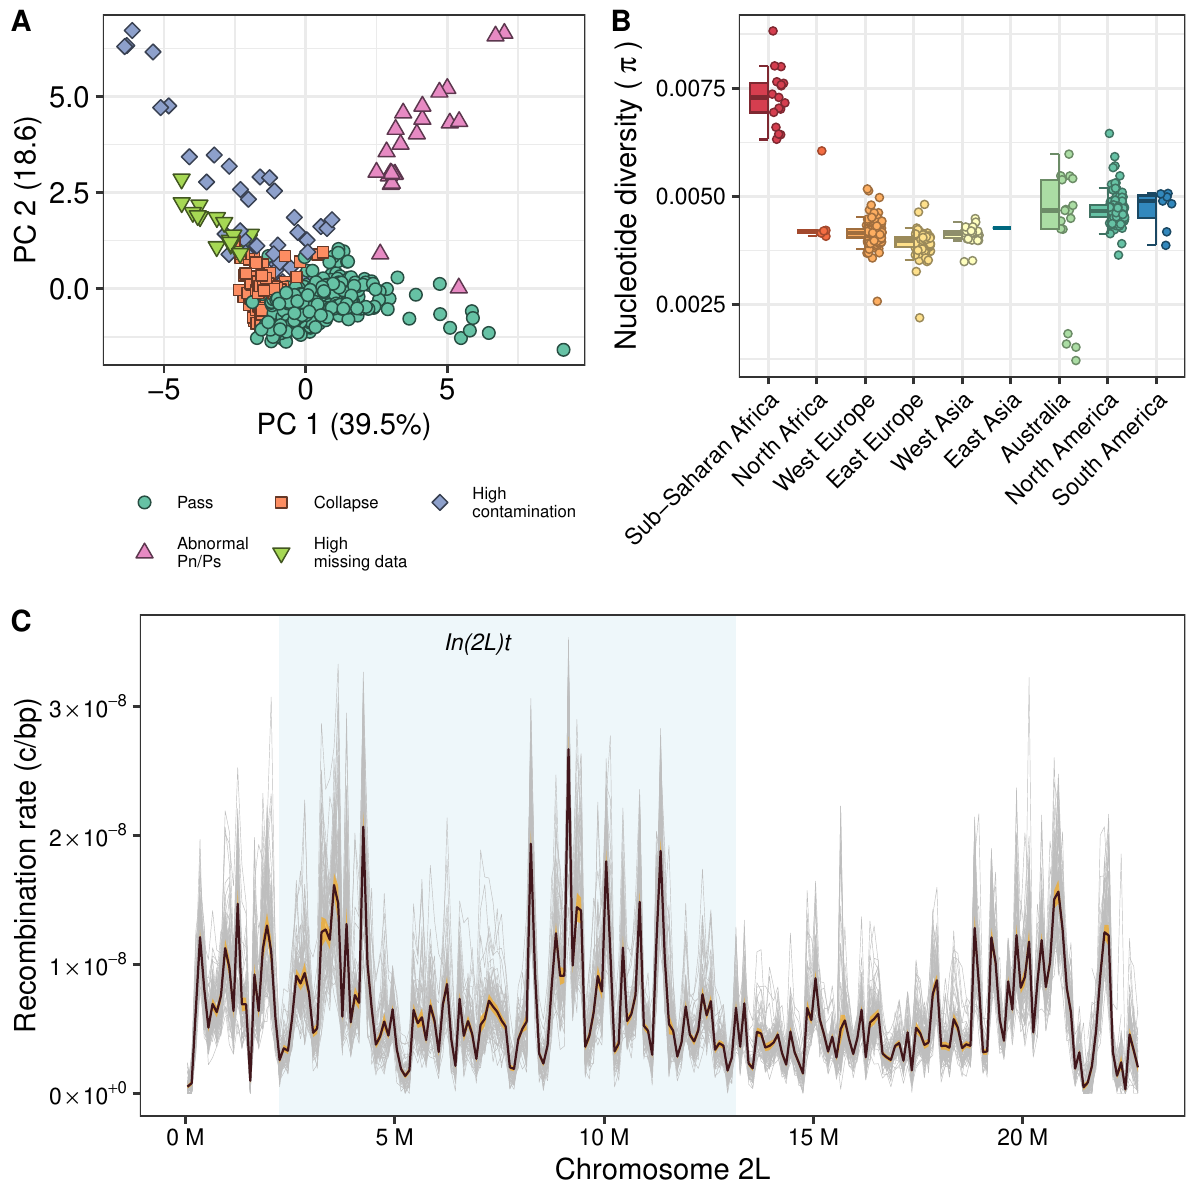 A
PC 2 (18.6)
5.0
2.5
0.0
−5
0
5
PC 1 (39.5%)
Pass
Collapse
High
contamination
Abnormal
Pn/Ps
High
missing data
B
Nucleotide diversity ( π )
0.0075
0.0050
0.0025
Sub−Saharan Africa
North Africa
West Europe
East Europe
West Asia
East Asia
Australia
North America
South America
C
In(2L)t
Recombination rate (c/bp)
3×10⁻⁸
2×10⁻⁸
1×10⁻⁸
0×10⁺⁰
0 M
5 M
10 M
15 M
20 M
Chromosome 2L